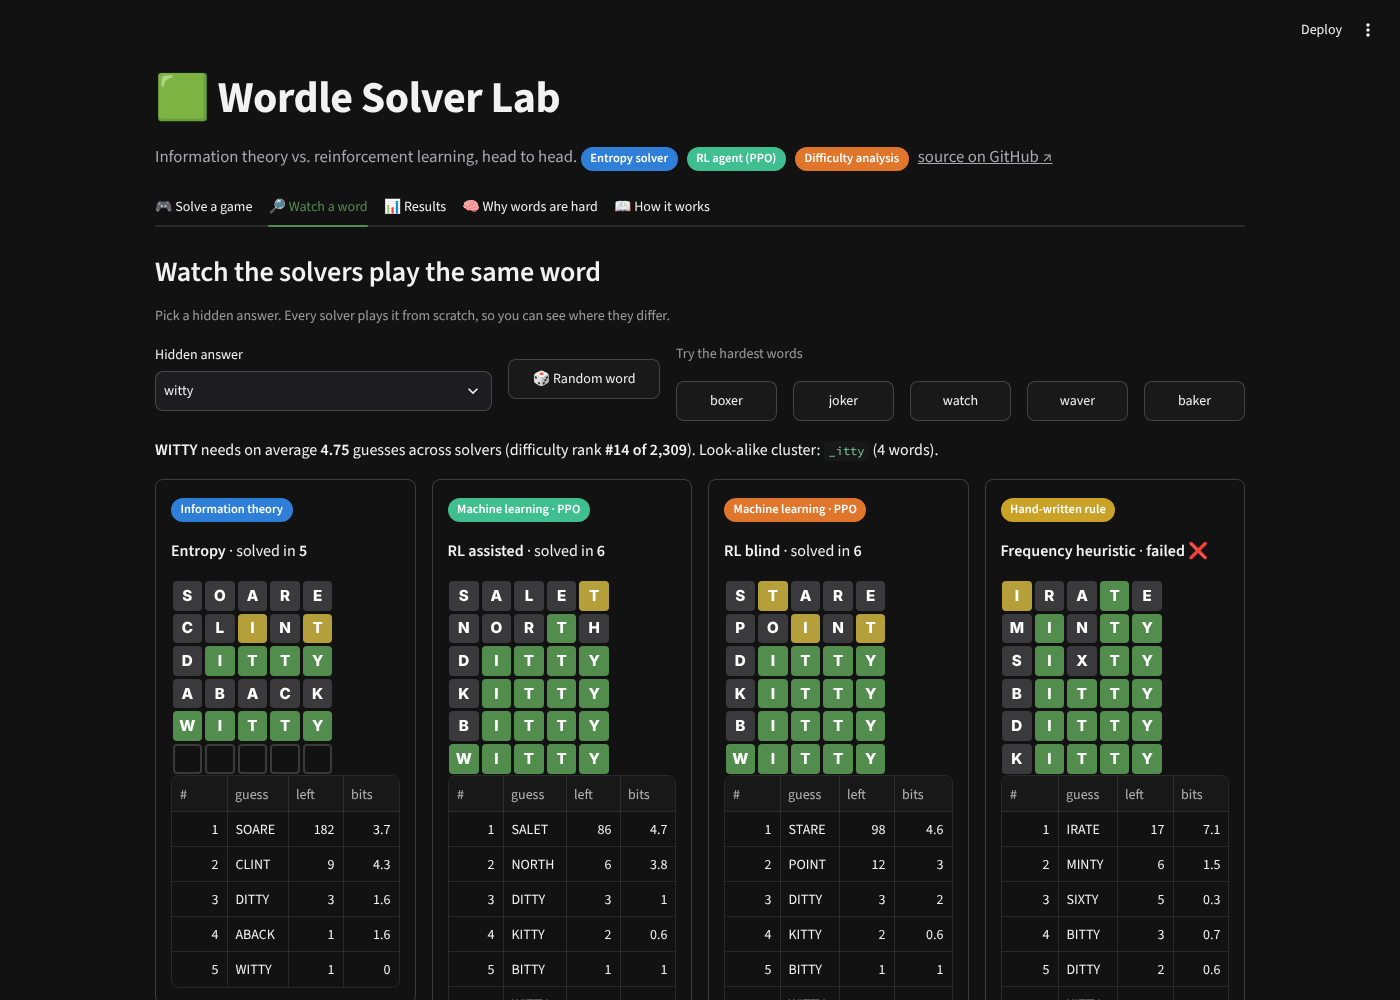 Deploy
Wordle Solver Lab
Information theory vs. reinforcement learning, head to head. Entropy solver RL agent (PPO) Difficulty analysis source on GitHub ↗
Solve a game Watch a word Results Why words are hard How it works
Watch the solvers play the same word
Pick a hidden answer. Every solver plays it from scratch, so you can see where they differ.
Hidden answer
witty
Random word
Try the hardest words
boxer joker watch waver baker
WITTY needs on average 4.75 guesses across solvers (difficulty rank #14 of 2,309). Look-alike cluster: _itty (4 words).
Information theory
Entropy · solved in 5
S O A R E
C L I N T
D I T T Y
A B A C K
W I T T Y
# guess left bits
1 SOARE 182 3.7
2 CLINT 9 4.3
3 DITTY 3 1.6
4 ABACK 1 1.6
5 WITTY 1 0
Machine learning · PPO
RL assisted · solved in 6
S A L E T
N O R T H
D I T T Y
K I T T Y
B I T T Y
W I T T Y
# guess left bits
1 SALET 86 4.7
2 NORTH 6 3.8
3 DITTY 3 1
4 KITTY 2 0.6
5 BITTY 1 1
Machine learning · PPO
RL blind · solved in 6
S T A R E
P O I N T
D I T T Y
K I T T Y
B I T T Y
W I T T Y
# guess left bits
1 STARE 98 4.6
2 POINT 12 3
3 DITTY 3 2
4 KITTY 2 0.6
5 BITTY 1 1
Hand-written rule
Frequency heuristic · failed ❌
I R A T E
M I N T Y
S I X T Y
B I T T Y
D I T T Y
K I T T Y
# guess left bits
1 IRATE 17 7.1
2 MINTY 6 1.5
3 SIXTY 5 0.3
4 BITTY 3 0.7
5 DITTY 2 0.6